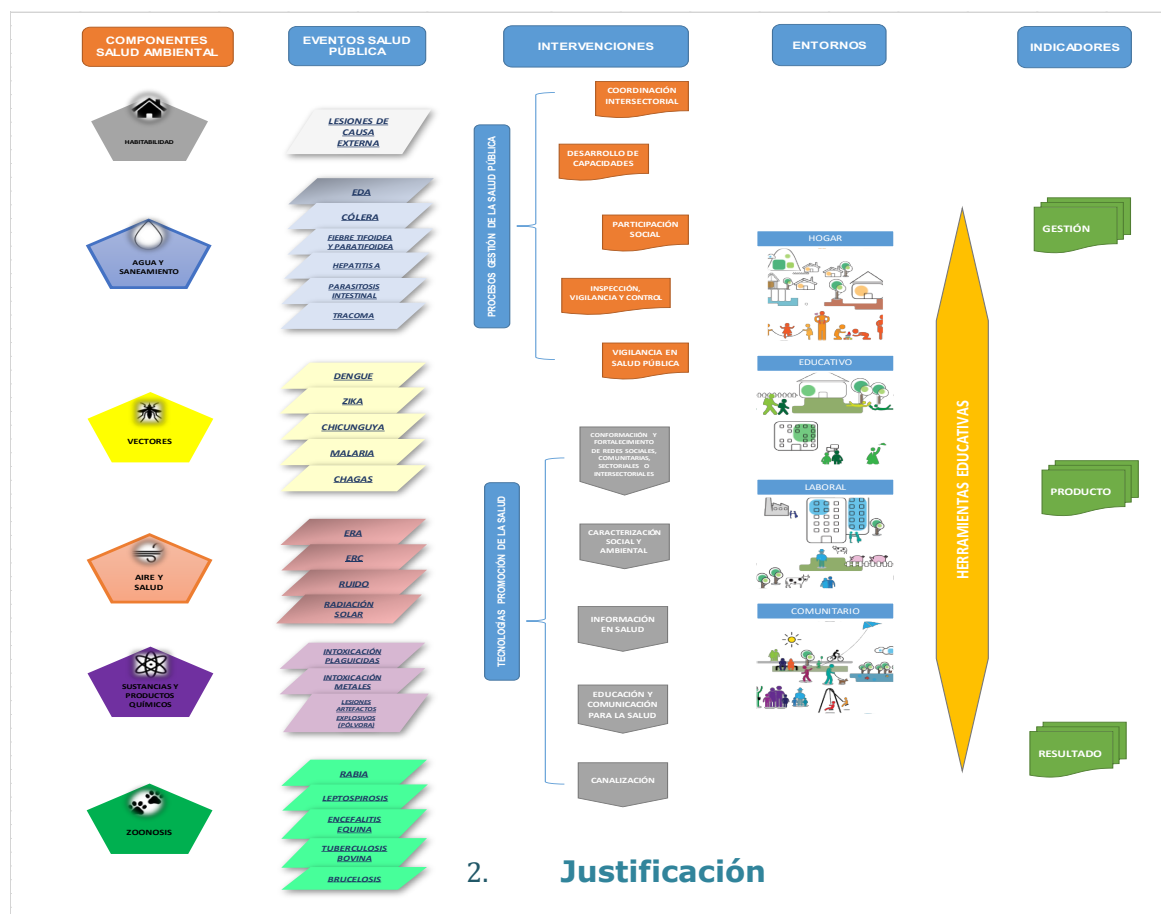 COMPONENTES
SALUD AMBIENTAL
EVENTOS SALUD
PÚBLICA
INTERVENCIONES
ENTORNOS
INDICADORES
HABITABILIDAD
AGUA Y
SANEAMIENTO
VECTORES
AIRE Y
SALUD
SUSTANCIAS Y
PRODUCTOS
QUÍMICOS
ZOONOSIS
LESIONES DE
CAUSA
EXTERNA
EDA
CÓLERA
FIEBRE TIFOIDEA
Y PARATIFOIDEA
HEPATITIS A
PARASITOSIS
INTESTINAL
TRACOMA
DENGUE
ZIKA
CHICUNGUYA
MALARIA
CHAGAS
ERA
ERC
RUIDO
RADIACIÓN
SOLAR
INTOXICACIÓN
PLAGUICIDAS
INTOXICACIÓN
METALES
LESIONES
ARTEFACTOS
EXPLOSIVOS
(PÓLVORA)
RABIA
LEPTOSPIROSIS
ENCEFALITIS
EQUINA
TUBERCULOSIS
BOVINA
BRUCELOSIS
PROCESOS GESTIÓN DE LA SALUD PÚBLICA
COORDINACIÓN
INTERSECTORIAL
DESARROLLO DE
CAPACIDADES
PARTICIPACIÓN
SOCIAL
INSPECCIÓN,
VIGILANCIA Y CONTROL
VIGILANCIA EN
SALUD PÚBLICA
TECNOLOGÍAS PROMOCIÓN DE LA SALUD
CONFORMACIÓN Y
FORTALECIMIENTO
DE REDES SOCIALES,
COMUNITARIAS,
SECTORIALES O
INTERSECTORIALES
CARACTERIZACIÓN
SOCIAL Y
AMBIENTAL
INFORMACIÓN
EN SALUD
EDUCACIÓN Y
COMUNICACIÓN
PARA LA SALUD
CANALIZACIÓN
HOGAR
EDUCATIVO
LABORAL
COMUNITARIO
HERRAMIENTAS EDUCATIVAS
GESTIÓN
PRODUCTO
RESULTADO
2. Justificación